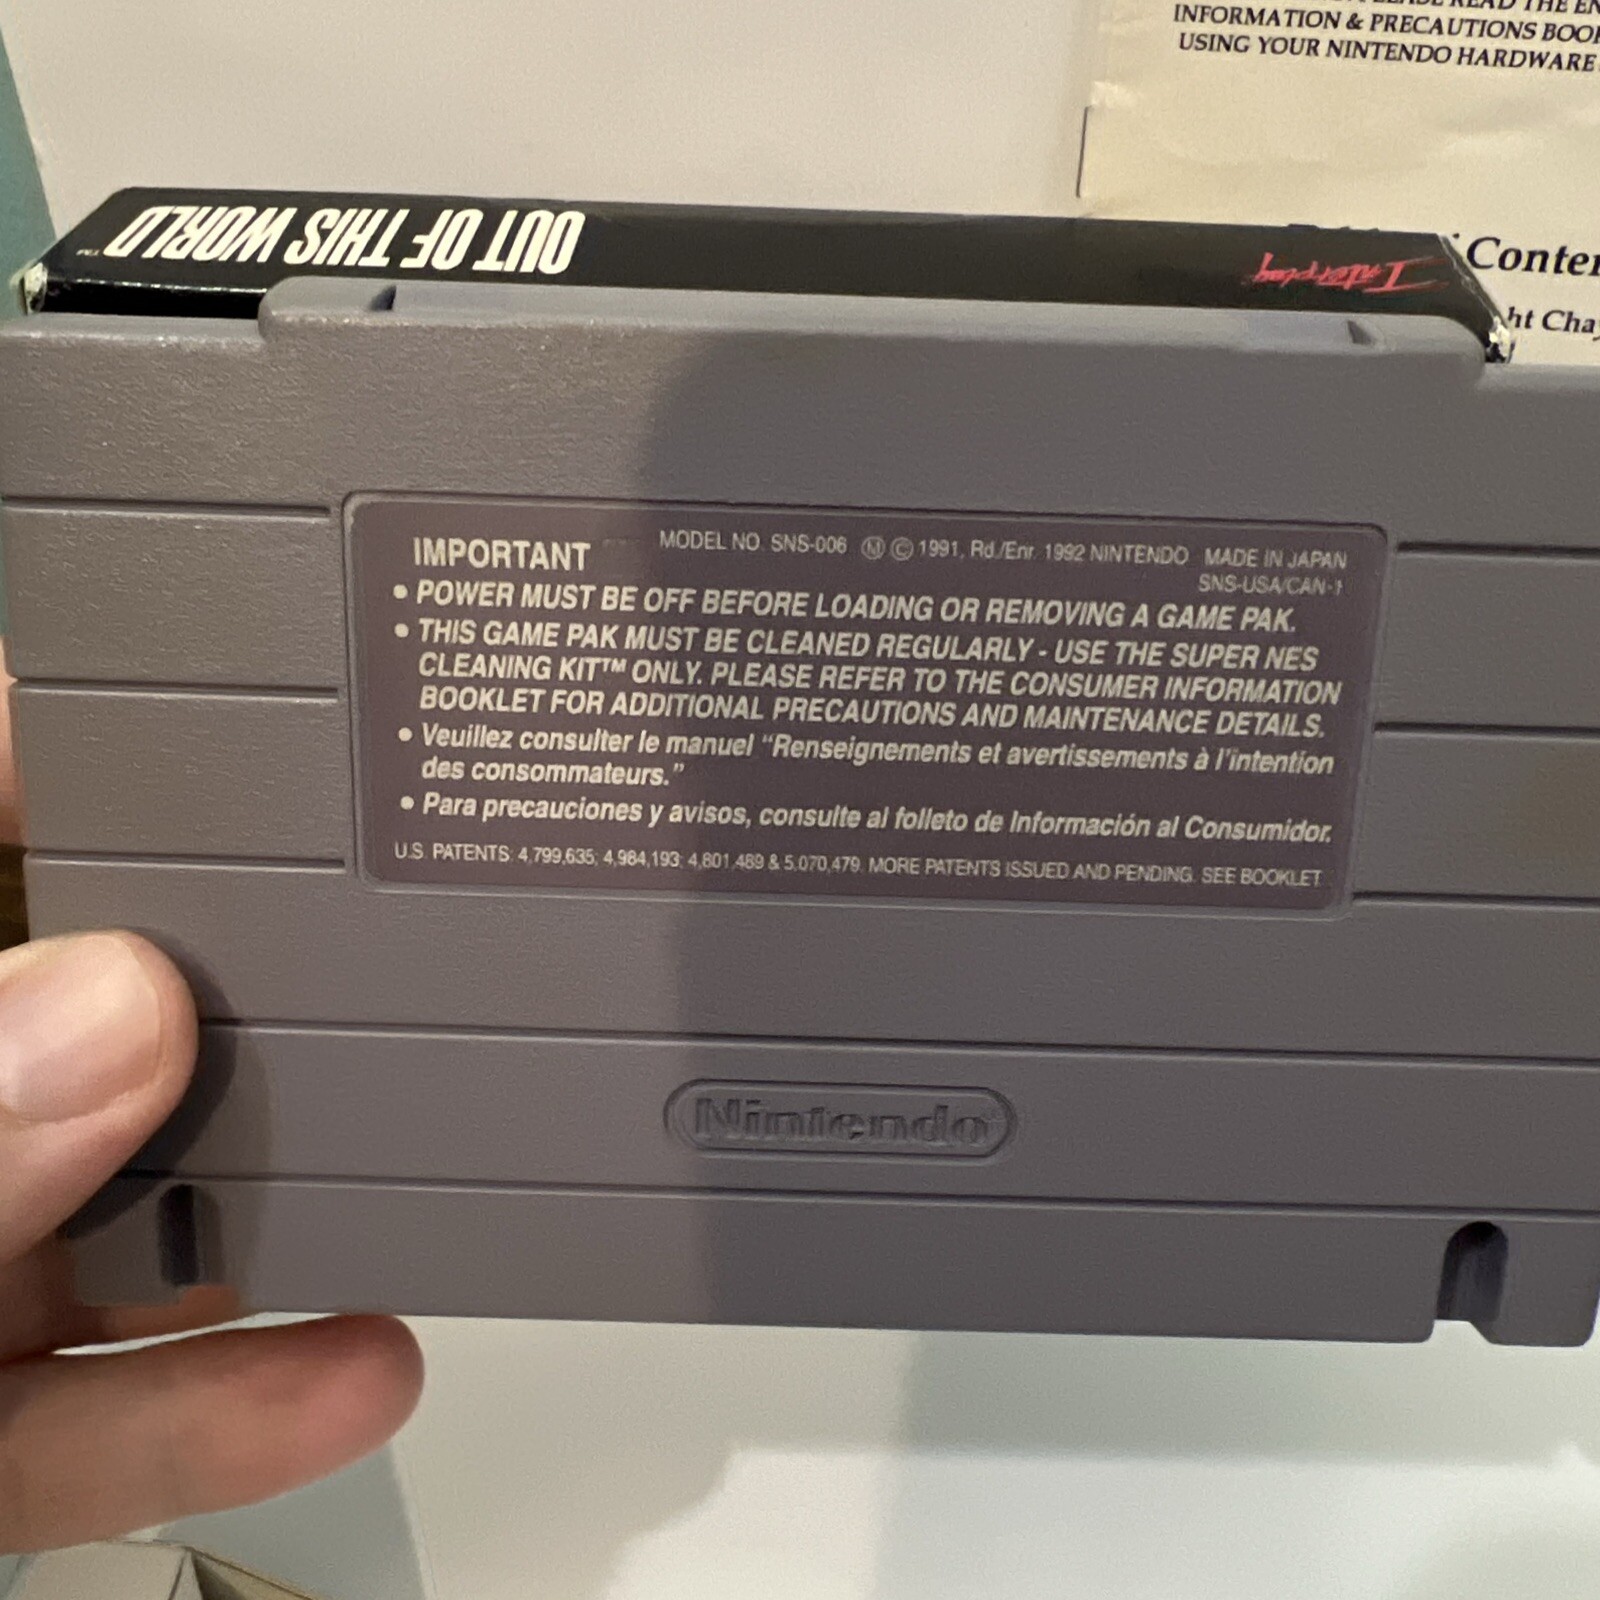 INFORMATION & PRECAUTIONS
USING YOUR NINTENDO HARDWARE
Conten
ht Chay
OUT OF THIS WORLD™
Interplay
IMPORTANT
MODEL NO. SNS-006 Ⓜ © 1991, Rd./Enr. 1992 NINTENDO MADE IN JAPAN
SNS-USA/CAN-1
• POWER MUST BE OFF BEFORE LOADING OR REMOVING A GAME PAK.
• THIS GAME PAK MUST BE CLEANED REGULARLY - USE THE SUPER NES
CLEANING KIT™ ONLY. PLEASE REFER TO THE CONSUMER INFORMATION
BOOKLET FOR ADDITIONAL PRECAUTIONS AND MAINTENANCE DETAILS.
• Veuillez consulter le manuel "Renseignements et avertissements à l'intention
des consommateurs."
• Para precauciones y avisos, consulte al folleto de Información al Consumidor.
U.S. PATENTS: 4,799,635; 4,984,193; 4,801,489 & 5,070,479. MORE PATENTS ISSUED AND PENDING. SEE BOOKLET
Nintendo